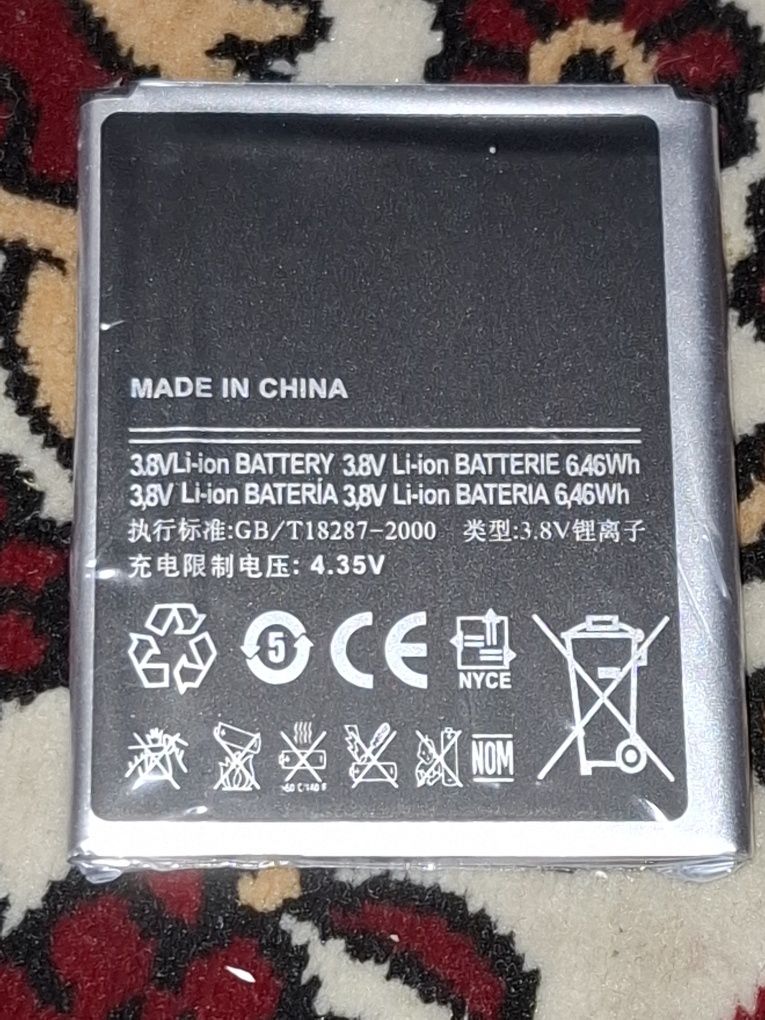 MADE IN CHINA
3.8VLi-ion BATTERY 3.8V Li-ion BATTERIE 6.46Wh
3,8V Li-ion BATERÍA 3,8V Li-ion BATERIA 6,46Wh
执行标准:GB/T18287-2000 类型:3.8V锂离子
充电限制电压: 4.35V
5 CE NYCE
60 C/140 F NOM